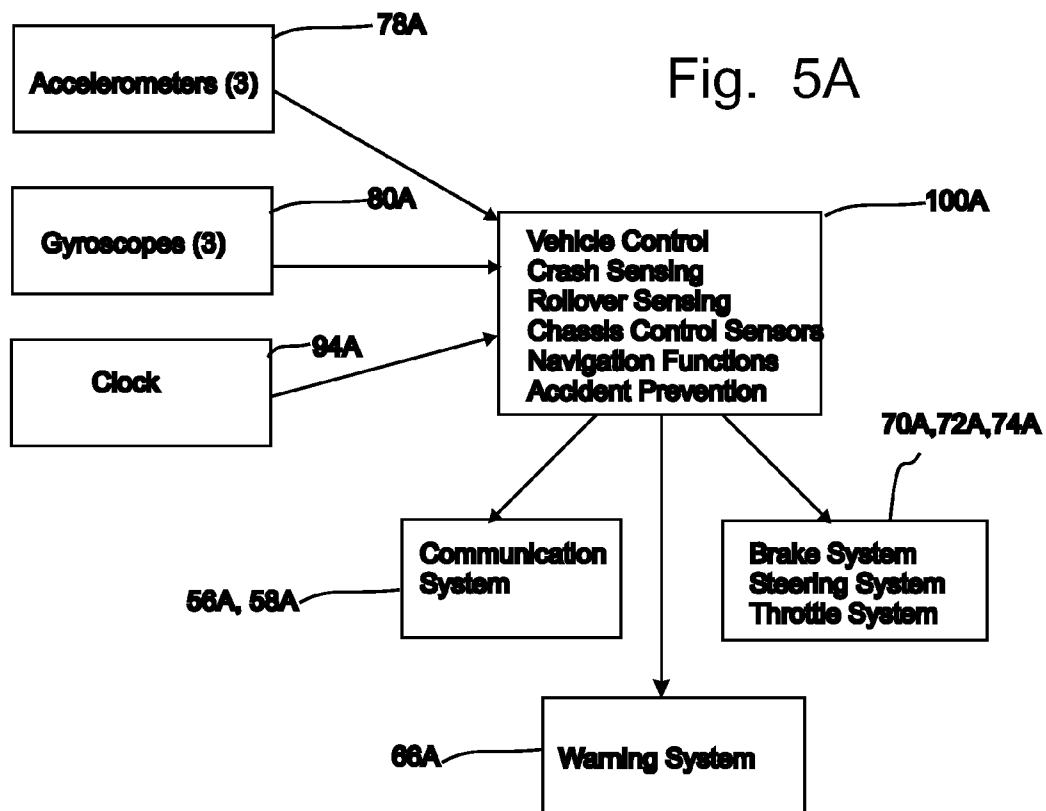 78A
Accelerometers (3)
Fig. 5A
80A
Gyroscopes (3)
100A
Vehicle Control
Crash Sensing
Rollover Sensing
Chassis Control Sensors
Navigation Functions
Accident Prevention
94A
Clock
70A,72A,74A
Communication
System
56A, 58A
Brake System
Steering System
Throttle System
66A
Warning System